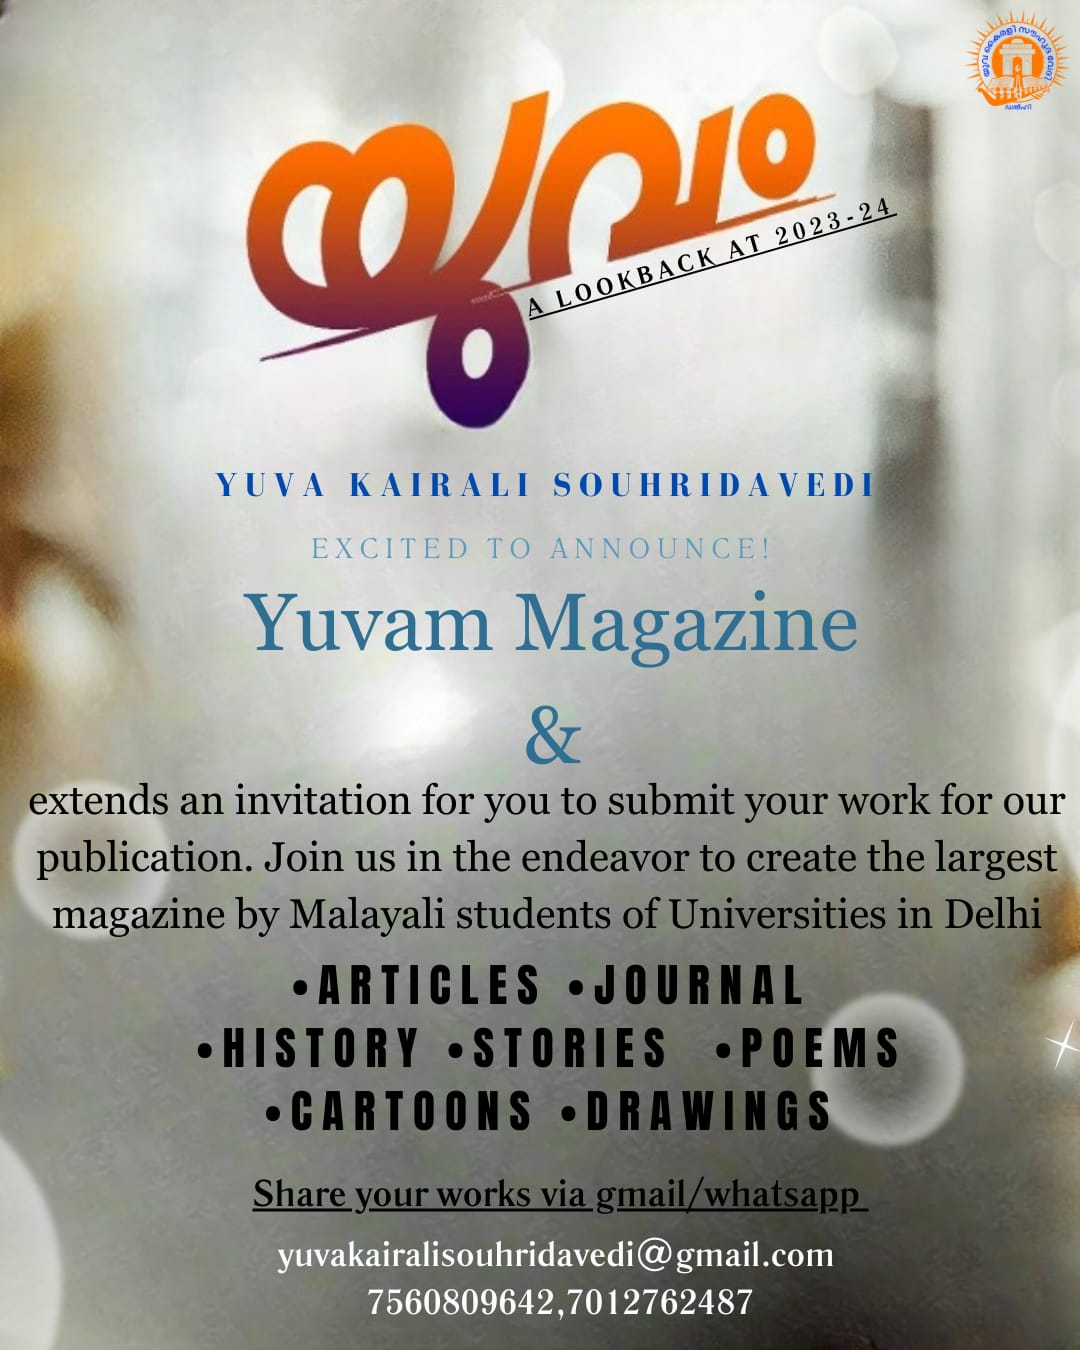 യുവ കൈരളി സൗഹൃദവേദി
ഡൽഹി
യുവം
A LOOKBACK AT 2023-24
YUVA KAIRALI SOUHRIDAVEDI
EXCITED TO ANNOUNCE!
Yuvam Magazine
&
extends an invitation for you to submit your work for our
publication. Join us in the endeavor to create the largest
magazine by Malayali students of Universities in Delhi
•ARTICLES •JOURNAL
•HISTORY •STORIES •POEMS
•CARTOONS •DRAWINGS
Share your works via gmail/whatsapp
yuvakairalisouhridavedi@gmail.com
7560809642,7012762487